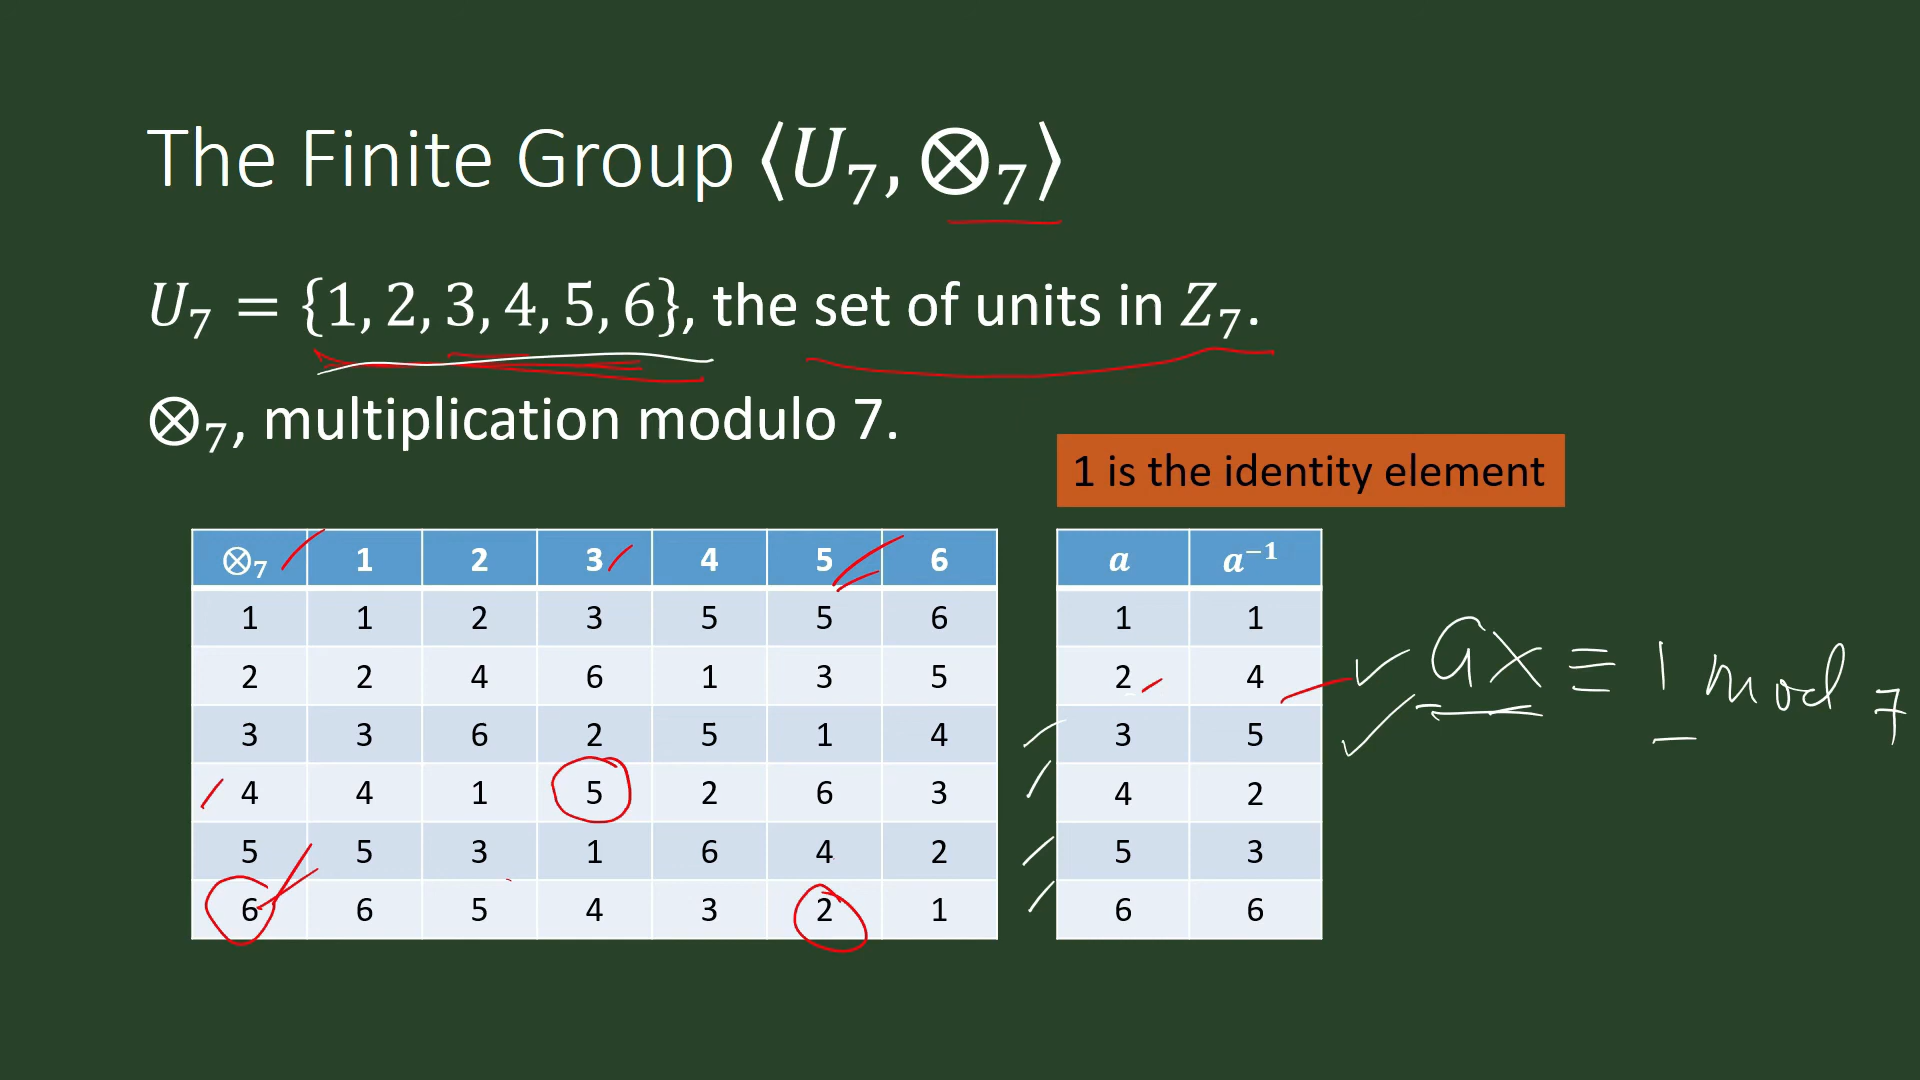 The Finite Group ⟨U₇, ⊗₇⟩
U₇ = {1, 2, 3, 4, 5, 6}, the set of units in Z₇.
⊗₇, multiplication modulo 7.
1 is the identity element
⊗₇ 1 2 3 4 5 6
1 1 2 3 5 5 6
2 2 4 6 1 3 5
3 3 6 2 5 1 4
4 4 1 5 2 6 3
5 5 3 1 6 4 2
6 6 5 4 3 2 1
a a⁻¹
1 1
2 4
3 5
4 2
5 3
6 6
ax ≡ 1 mod 7